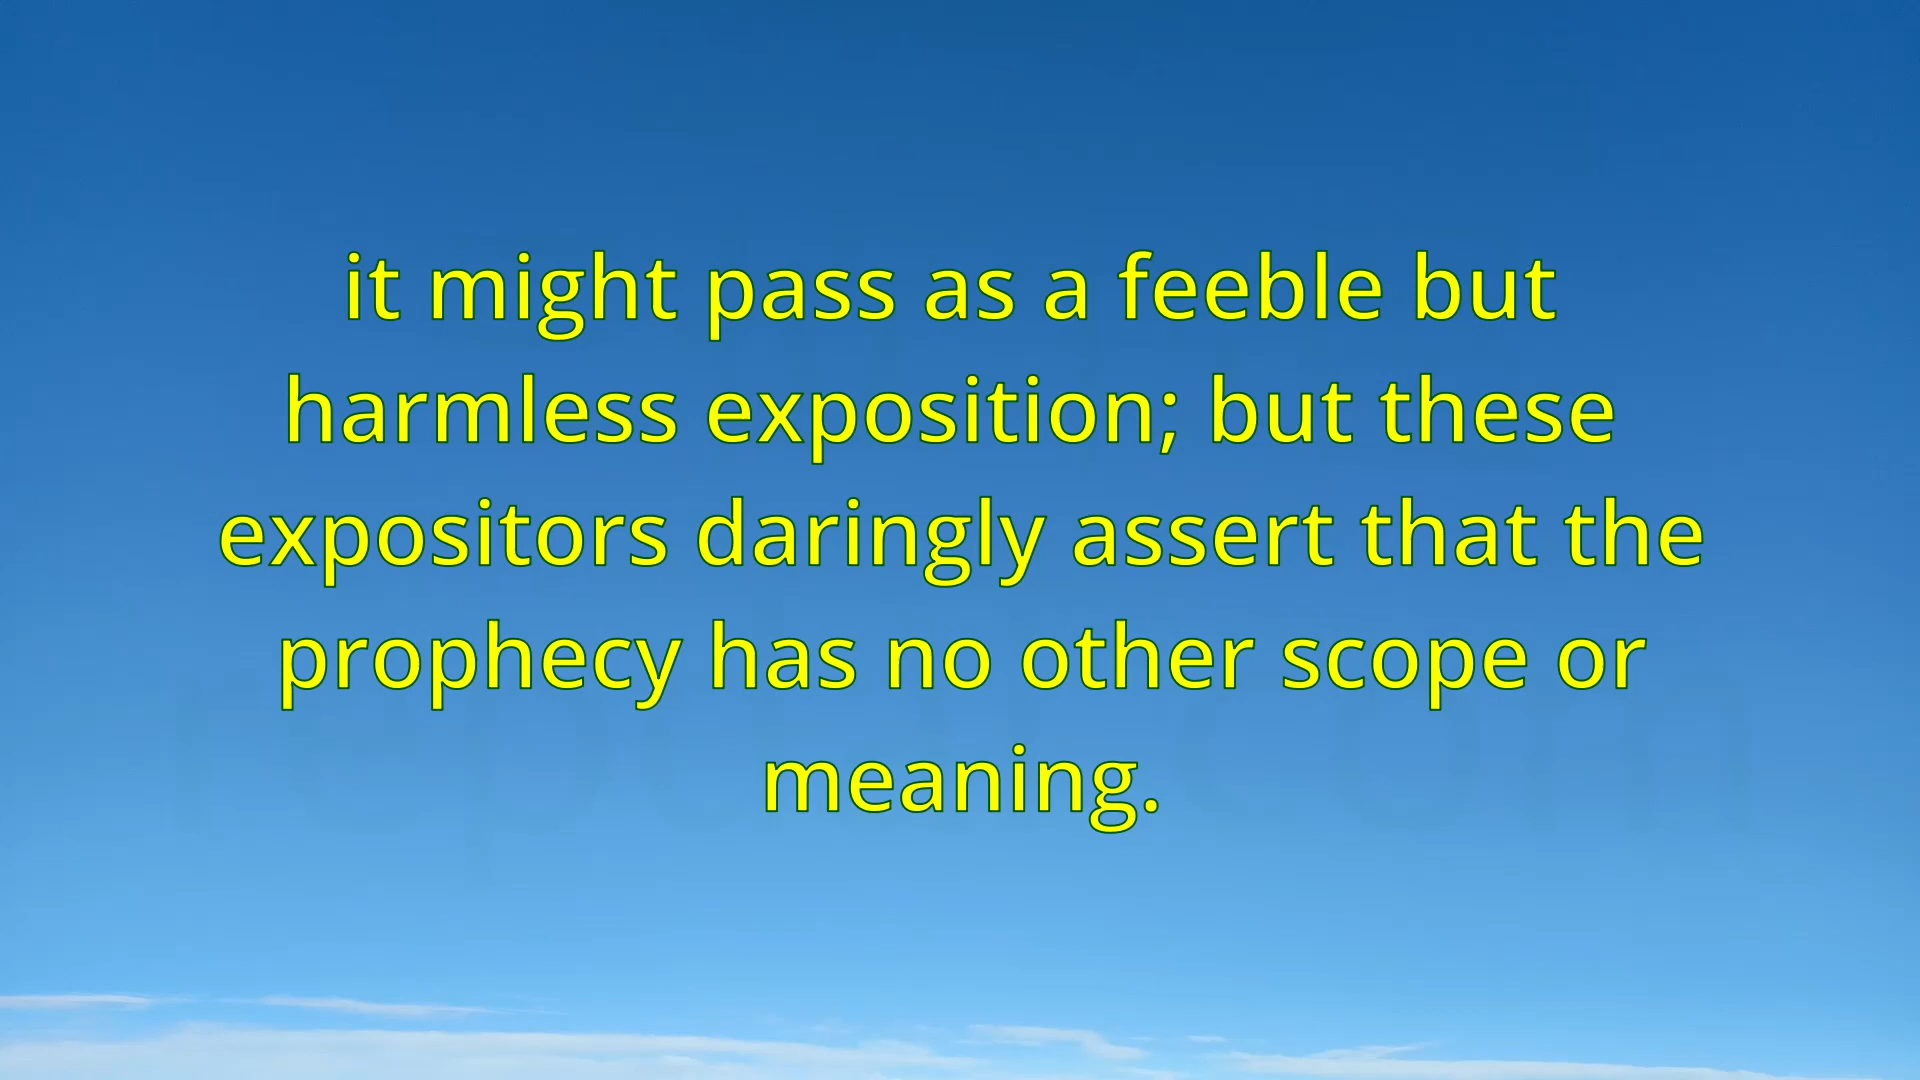 it might pass as a feeble but
harmless exposition; but these
expositors daringly assert that the
prophecy has no other scope or
meaning.